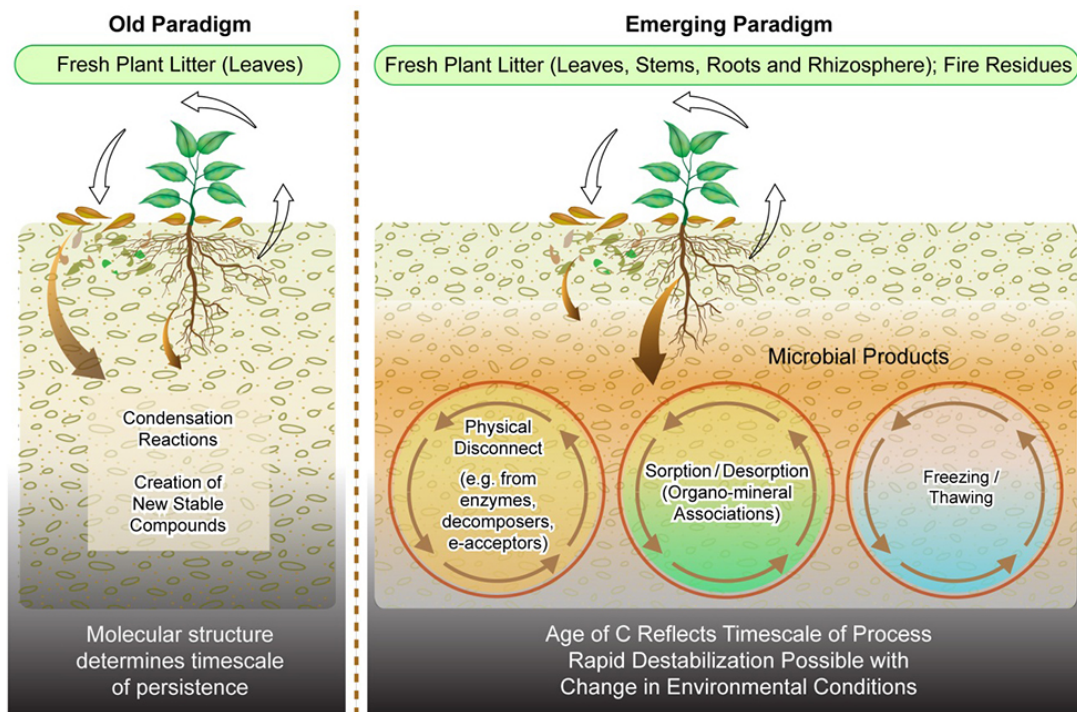 Old Paradigm
Fresh Plant Litter (Leaves)
Condensation
Reactions
Creation of
New Stable
Compounds
Molecular structure
determines timescale
of persistence
Emerging Paradigm
Fresh Plant Litter (Leaves, Stems, Roots and Rhizosphere); Fire Residues
Microbial Products
Physical
Disconnect
(e.g. from
enzymes,
decomposers,
e-acceptors)
Sorption / Desorption
(Organo-mineral
Associations)
Freezing /
Thawing
Age of C Reflects Timescale of Process
Rapid Destabilization Possible with
Change in Environmental Conditions